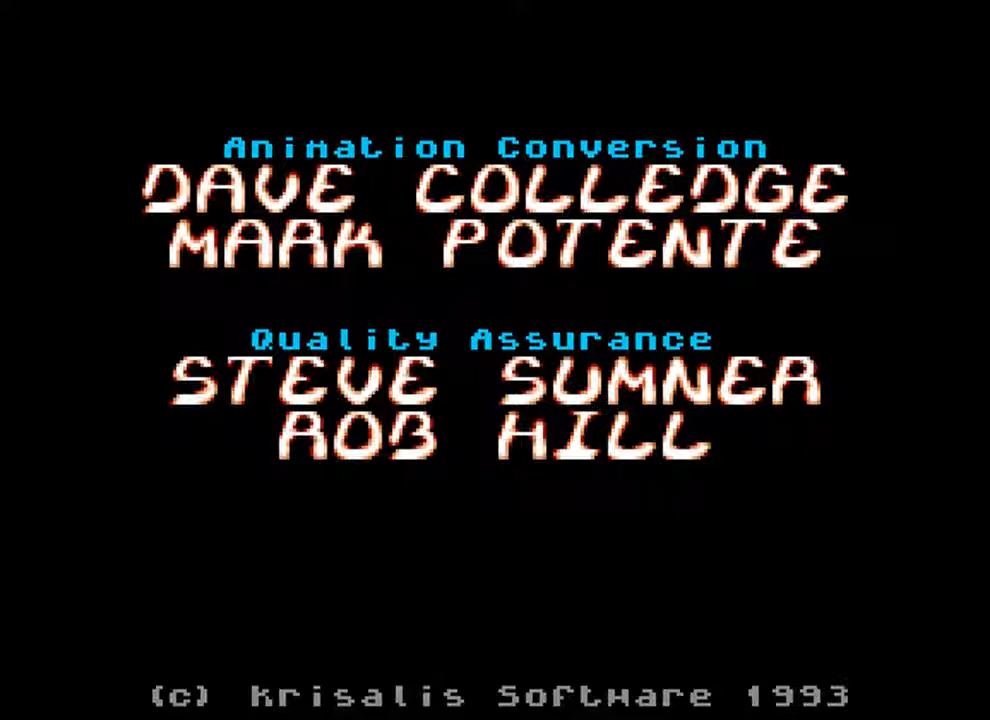 Animation Conversion
DAVE COLLEDGE
MARK POTENTE
Quality Assurance
STEVE SUMNER
ROB HILL
(c) Krisalis Software 1993